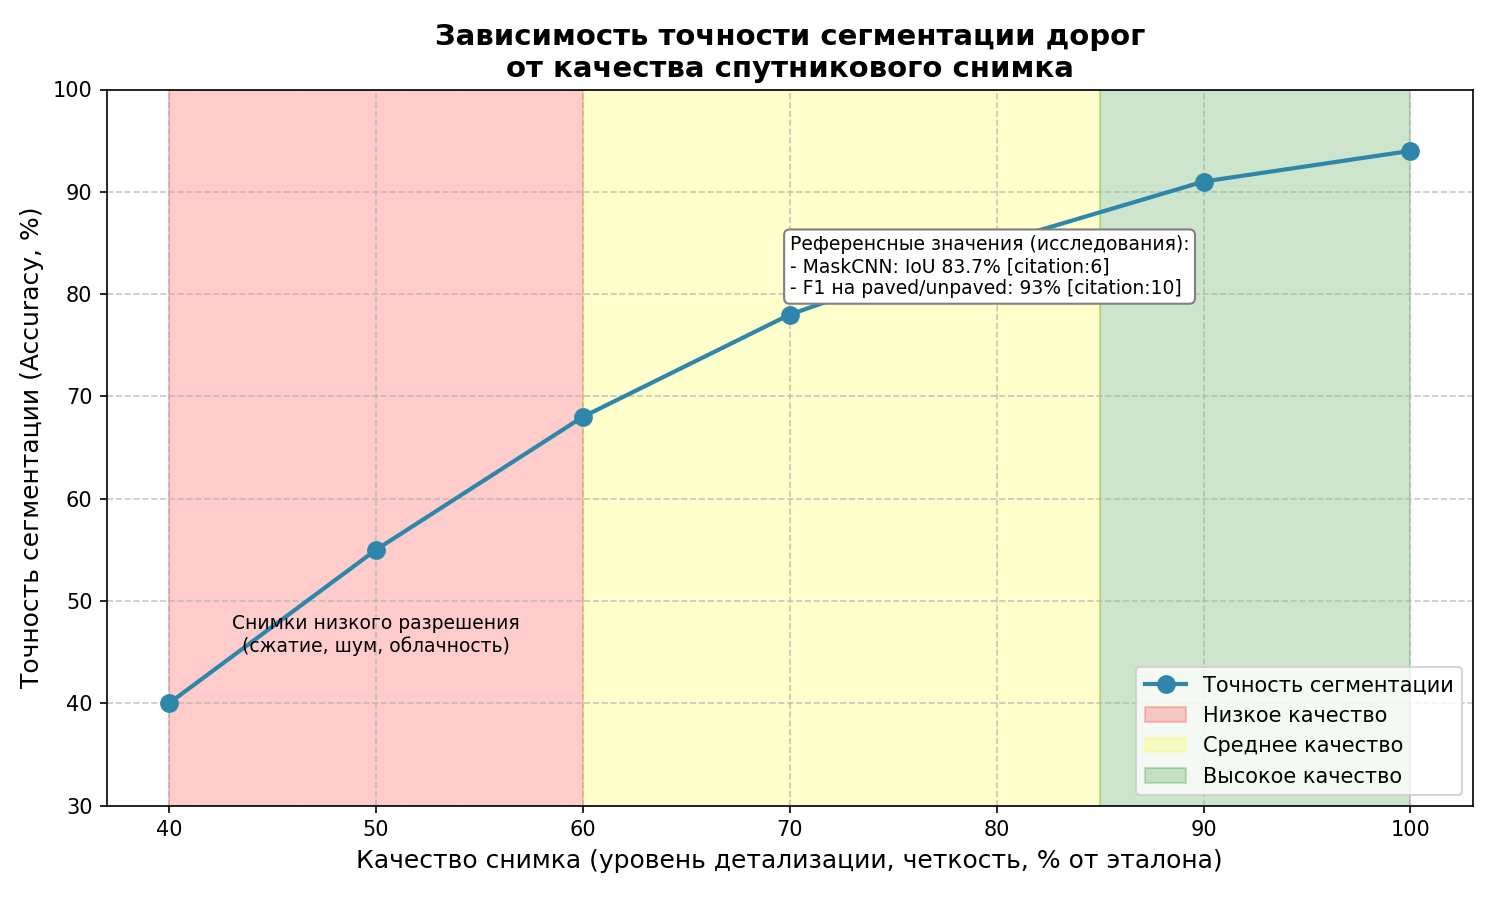 Зависимость точности сегментации дорог
от качества спутникового снимка
Точность сегментации (Accuracy, %)
100
90
80
70
60
50
40
30
Референсные значения (исследования):
- MaskCNN: IoU 83.7% [citation:6]
- F1 на paved/unpaved: 93% [citation:10]
Снимки низкого разрешения
(сжатие, шум, облачность)
Точность сегментации
Низкое качество
Среднее качество
Высокое качество
40
50
60
70
80
90
100
Качество снимка (уровень детализации, четкость, % от эталона)